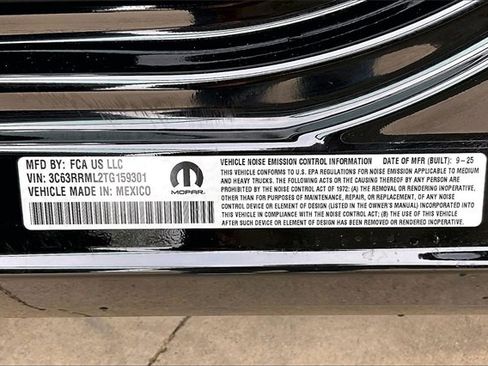 MFD BY: FCA US LLC
VIN: 3C63RRML2TG159301
VEHICLE MADE IN: MEXICO
MOPAR.
VEHICLE NOISE EMISSION CONTROL INFORMATION DATE OF MFR (BUILT): 9-25
THIS VEHICLE CONFORMS TO U.S. EPA REGULATIONS FOR NOISE EMISSION APPLICABLE TO MEDIUM
AND HEAVY TRUCKS. THE FOLLOWING ACTS OR THE CAUSING THEREOF BY ANY PERSON ARE
PROHIBITED BY THE NOISE CONTROL ACT OF 1972: (A) THE REMOVAL OR RENDERING INOPERATIVE,
OTHER THAN FOR PURPOSES OF MAINTENANCE, REPAIR, OR REPLACEMENT, OF ANY NOISE
CONTROL DEVICE OR ELEMENT OF DESIGN (LISTED IN THE OWNER'S MANUAL) INCORPORATED INTO
THIS VEHICLE IN COMPLIANCE WITH THE NOISE CONTROL ACT; (B) THE USE OF THIS VEHICLE
AFTER SUCH DEVICE OR ELEMENT OF DESIGN HAS BEEN REMOVED OR RENDERED INOPERATIVE.